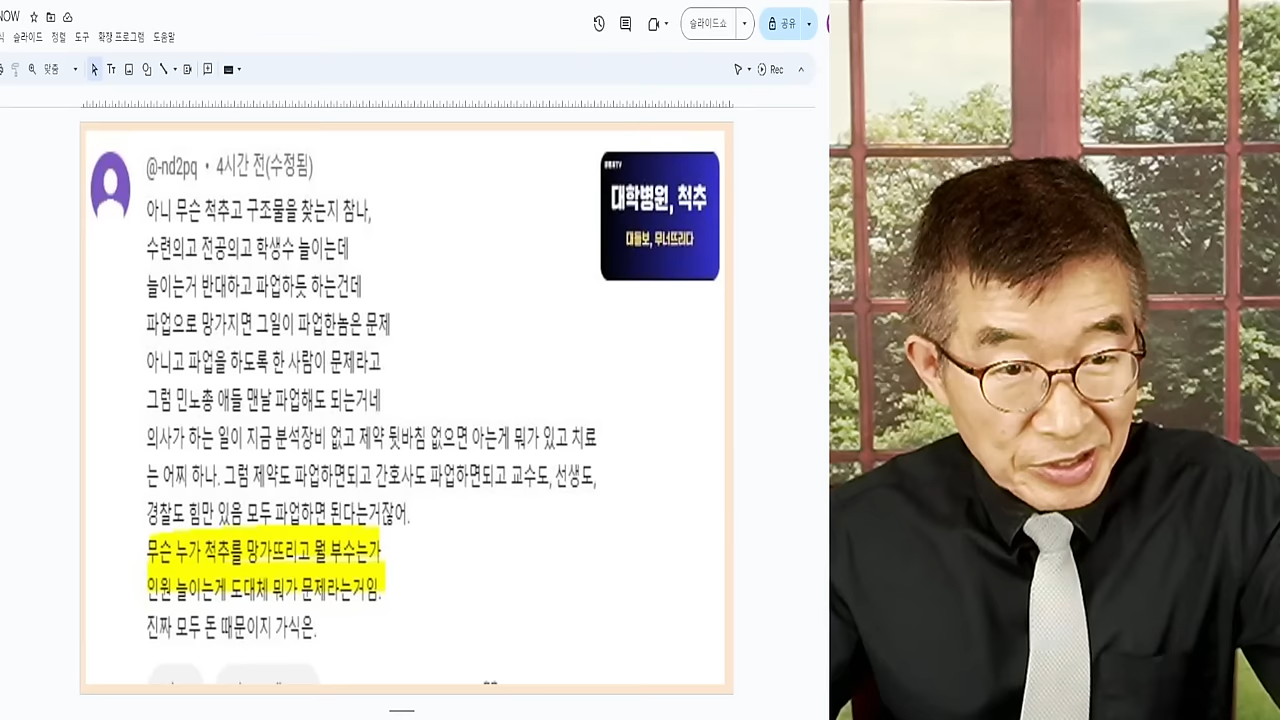 NOW
슬라이드 정렬 도구 확장 프로그램 도움말
슬라이드쇼
공유
맞춤
Rec
@-nd2pq • 4시간 전(수정됨)
아니 무슨 척추고 구조물을 찾는지 참나,
수련의고 전공의고 학생수 늘이는데
늘이는거 반대하고 파업하듯 하는건데
파업으로 망가지면 그일이 파업한놈은 문제
아니고 파업을 하도록 한 사람이 문제라고
그럼 민노총 애들 맨날 파업해도 되는거네
의사가 하는 일이 지금 분석장비 없고 제약 뒷바침 없으면 아는게 뭐가 있고 치료
는 어찌 하나. 그럼 제약도 파업하면되고 간호사도 파업하면되고 교수도, 선생도,
경찰도 힘만 있음 모두 파업하면 된다는거잖어.
무슨 누가 척추를 망가뜨리고 뭘 부수는가
인원 늘이는게 도대체 뭐가 문제라는거임.
진짜 모두 돈 때문이지 가식은.
대학병원, 척추
대들보, 무너뜨리다